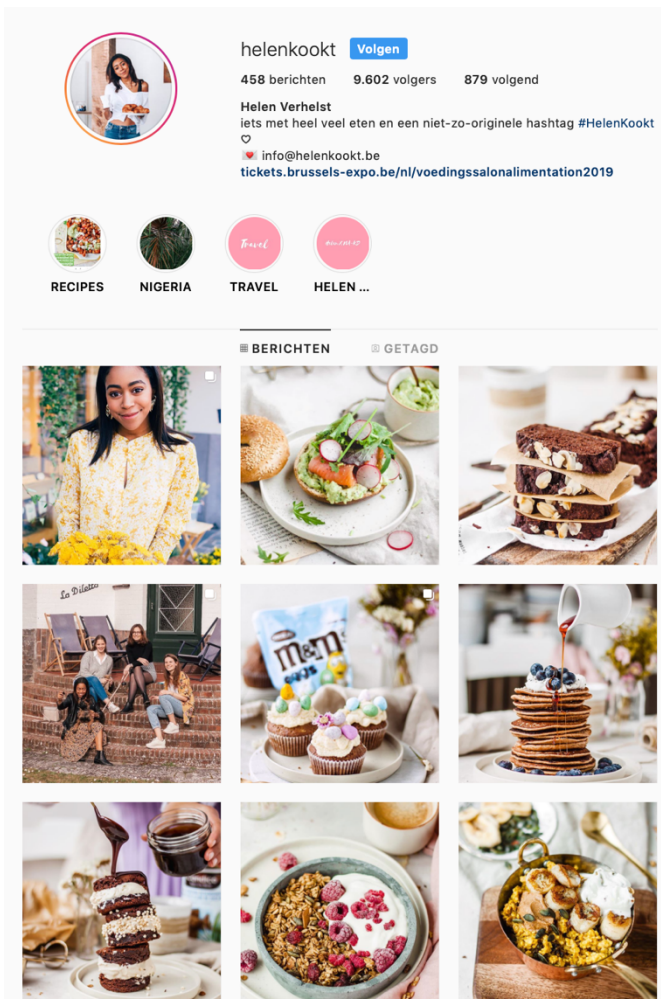 helenkookt Volgen
458 berichten 9.602 volgers 879 volgend
Helen Verhelst
iets met heel veel eten en een niet-zo-originele hashtag #HelenKookt
♡
💌 info@helenkookt.be
tickets.brussels-expo.be/nl/voedingssalonalimentation2019
Travel
RECIPES NIGERIA TRAVEL HELEN ...
BERICHTEN GETAGD
La Diletta
m&m's
eggs